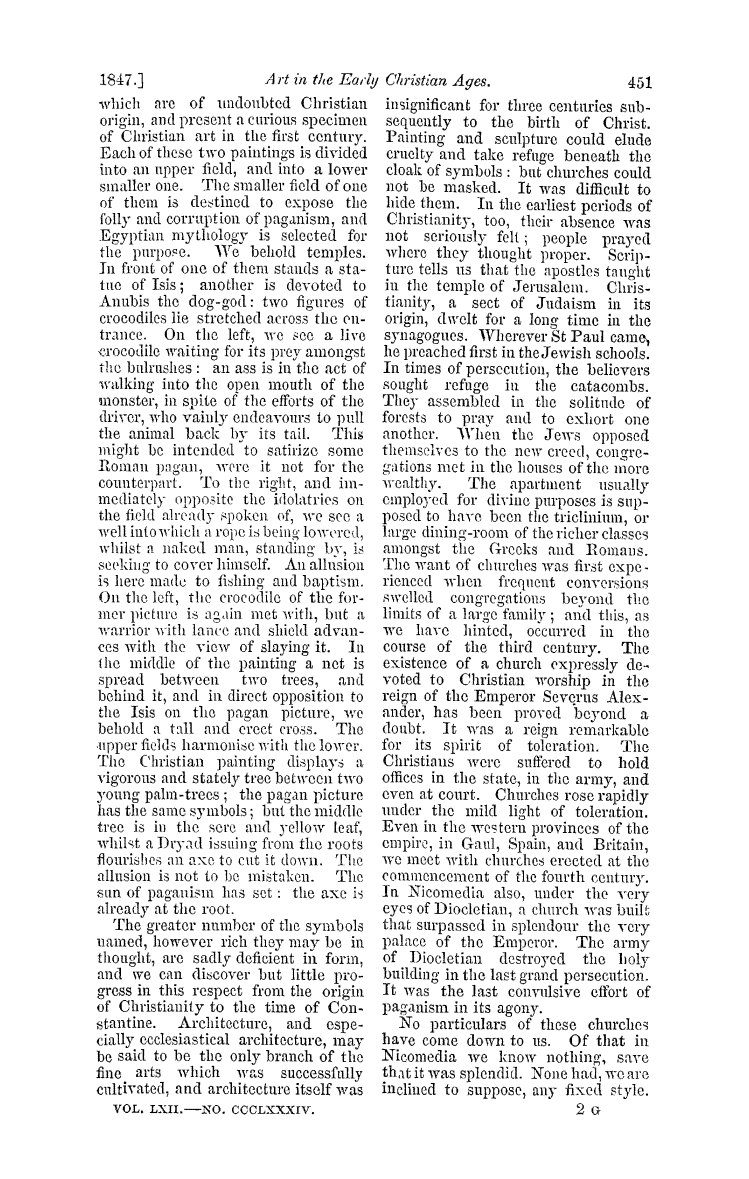 1847.] Art in the Early Christian Ages. 451
which are of undoubted Christian
origin, and present a curious specimen
of Christian art in the first century.
Each of these two paintings is divided
into an upper field, and into a lower
smaller one. The smaller field of one
of them is destined to expose the
folly and corruption of paganism, and
Egyptian mythology is selected for
the purpose. We behold temples.
In front of one of them stands a sta-
tue of Isis; another is devoted to
Anubis the dog-god: two figures of
crocodiles lie stretched across the en-
trance. On the left, we see a live
crocodile waiting for its prey amongst
the bulrushes: an ass is in the act of
walking into the open mouth of the
monster, in spite of the efforts of the
driver, who vainly endeavours to pull
the animal back by its tail. This
might be intended to satirize some
Roman pagan, were it not for the
counterpart. To the right, and im-
mediately opposite the idolatries on
the field already spoken of, we see a
well into which a rope is being lowered,
whilst a naked man, standing by, is
seeking to cover himself. An allusion
is here made to fishing and baptism.
On the left, the crocodile of the for-
mer picture is again met with, but a
warrior with lance and shield advan-
ces with the view of slaying it. In
the middle of the painting a net is
spread between two trees, and
behind it, and in direct opposition to
the Isis on the pagan picture, we
behold a tall and erect cross. The
upper fields harmonise with the lower.
The Christian painting displays a
vigorous and stately tree between two
young palm-trees; the pagan picture
has the same symbols; but the middle
tree is in the sere and yellow leaf,
whilst a Dryad issuing from the roots
flourishes an axe to cut it down. The
allusion is not to be mistaken. The
sun of paganism has set: the axe is
already at the root.
The greater number of the symbols
named, however rich they may be in
thought, are sadly deficient in form,
and we can discover but little pro-
gress in this respect from the origin
of Christianity to the time of Con-
stantine. Architecture, and espe-
cially ecclesiastical architecture, may
be said to be the only branch of the
fine arts which was successfully
cultivated, and architecture itself was
insignificant for three centuries sub-
sequently to the birth of Christ.
Painting and sculpture could elude
cruelty and take refuge beneath the
cloak of symbols: but churches could
not be masked. It was difficult to
hide them. In the earliest periods of
Christianity, too, their absence was
not seriously felt; people prayed
where they thought proper. Scrip-
ture tells us that the apostles taught
in the temple of Jerusalem. Chris-
tianity, a sect of Judaism in its
origin, dwelt for a long time in the
synagogues. Wherever St Paul came,
he preached first in the Jewish schools.
In times of persecution, the believers
sought refuge in the catacombs.
They assembled in the solitude of
forests to pray and to exhort one
another. When the Jews opposed
themselves to the new creed, congre-
gations met in the houses of the more
wealthy. The apartment usually
employed for divine purposes is sup-
posed to have been the triclinium, or
large dining-room of the richer classes
amongst the Greeks and Romans.
The want of churches was first expe-
rienced when frequent conversions
swelled congregations beyond the
limits of a large family; and this, as
we have hinted, occurred in the
course of the third century. The
existence of a church expressly de-
voted to Christian worship in the
reign of the Emperor Severus Alex-
ander, has been proved beyond a
doubt. It was a reign remarkable
for its spirit of toleration. The
Christians were suffered to hold
offices in the state, in the army, and
even at court. Churches rose rapidly
under the mild light of toleration.
Even in the western provinces of the
empire, in Gaul, Spain, and Britain,
we meet with churches erected at the
commencement of the fourth century.
In Nicomedia also, under the very
eyes of Diocletian, a church was built
that surpassed in splendour the very
palace of the Emperor. The army
of Diocletian destroyed the holy
building in the last grand persecution.
It was the last convulsive effort of
paganism in its agony.
No particulars of these churches
have come down to us. Of that in
Nicomedia we know nothing, save
that it was splendid. None had, we are
inclined to suppose, any fixed style.
VOL. LXII.—NO. CCCLXXXIV. 2 G